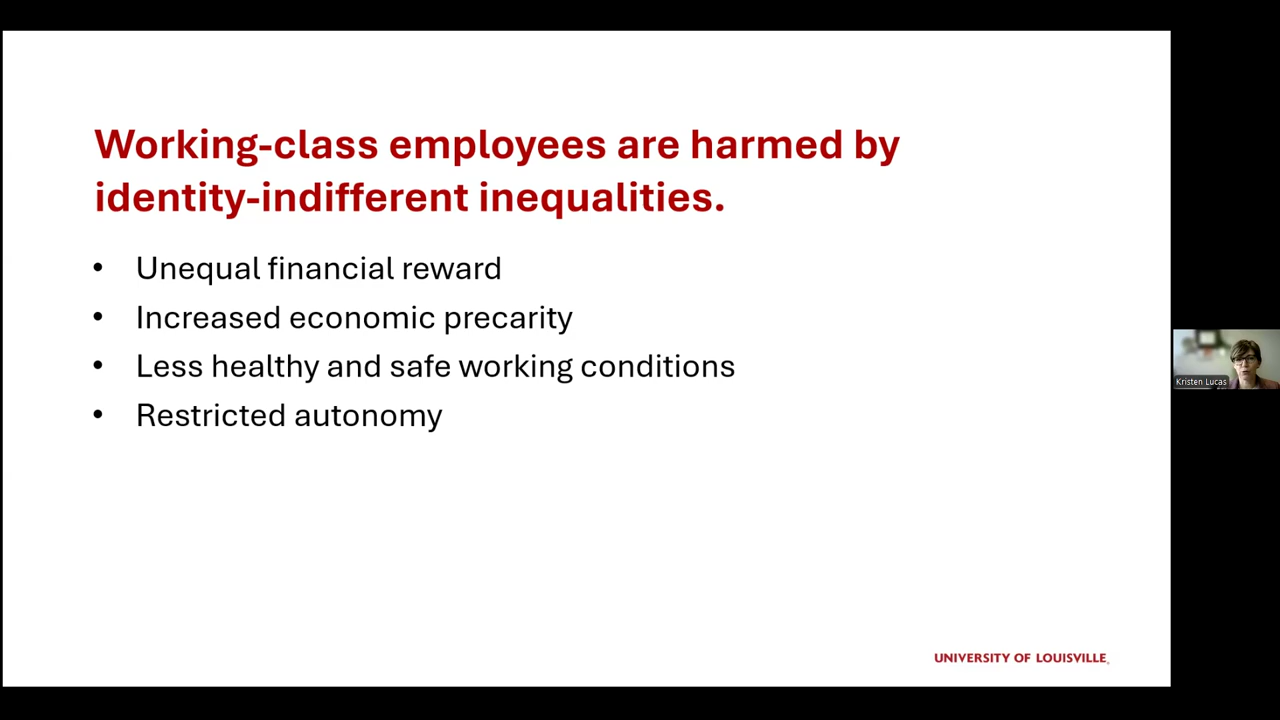 Working-class employees are harmed by
identity-indifferent inequalities.
• Unequal financial reward
• Increased economic precarity
• Less healthy and safe working conditions
• Restricted autonomy
Kristen Lucas
UNIVERSITY OF LOUISVILLE.